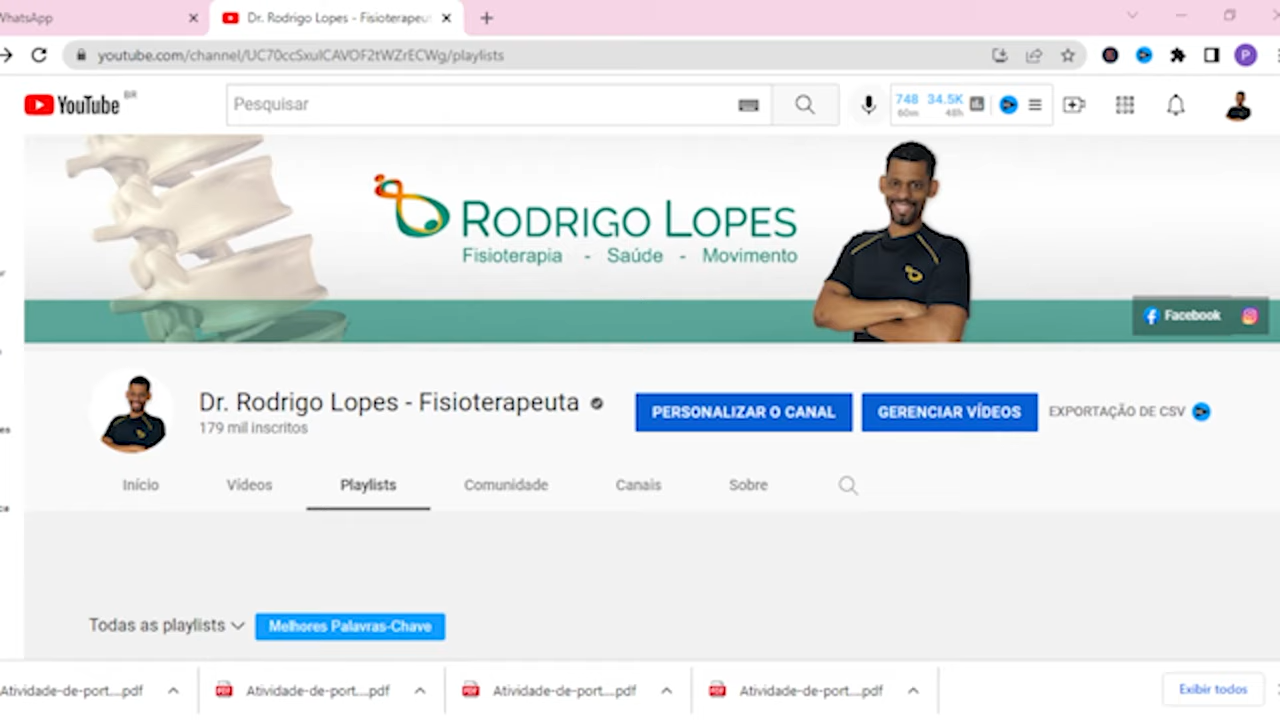 WhatsApp
Dr. Rodrigo Lopes - Fisioterapeut
youtube.com/channel/UC70ccSxuICAVOF2tWZrECWg/playlists
P
YouTube BR
Pesquisar
748 34.5K
60m 48h
RODRIGO LOPES
Fisioterapia - Saúde - Movimento
Facebook
Dr. Rodrigo Lopes - Fisioterapeuta
179 mil inscritos
PERSONALIZAR O CANAL
GERENCIAR VÍDEOS
EXPORTAÇÃO DE CSV
Início Vídeos Playlists Comunidade Canais Sobre
Todas as playlists
Melhores Palavras-Chave
Atividade-de-port....pdf
PDF Atividade-de-port....pdf
PDF Atividade-de-port....pdf
PDF Atividade-de-port....pdf
Exibir todos